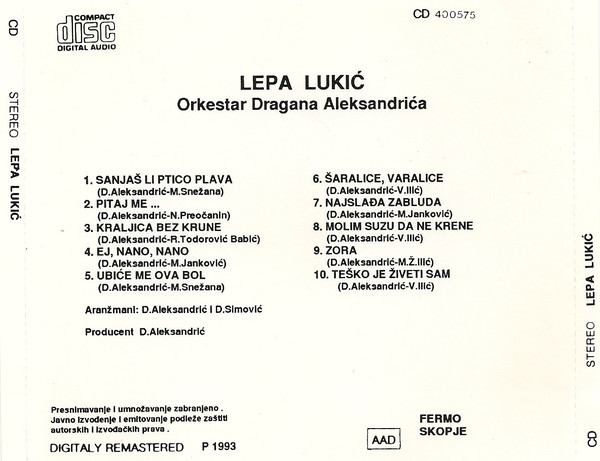 COMPACT
disc
DIGITAL AUDIO
CD 400575
CD STEREO LEPA LUKIĆ
LEPA LUKIĆ
Orkestar Dragana Aleksandrića
1. SANJAŠ LI PTICO PLAVA
(D.Aleksandrić-M.Snežana)
2. PITAJ ME ...
(D.Aleksandrić-N.Preočanin)
3. KRALJICA BEZ KRUNE
(D.Aleksandrić-R.Todorović Babić)
4. EJ, NANO, NANO
(D.Aleksandrić-M.Janković)
5. UBIĆE ME OVA BOL
(D.Aleksandrić-M.Snežana)
6. ŠARALICE, VARALICE
(D.Aleksandrić-V.Ilić)
7. NAJSLAĐA ZABLUDA
(D.Aleksandrić-M.Janković)
8. MOLIM SUZU DA NE KRENE
(D.Aleksandrić-V.Ilić)
9. ZORA
(D.Aleksandrić-M.Ž.Ilić)
10. TEŠKO JE ŽIVETI SAM
(D.Aleksandrić-V.Ilić)
Aranžmani: D.Aleksandrić i D.Simović
Producent D.Aleksandrić
Presnimavanje i umnožavanje zabranjeno .
Javno izvođenje i emitovanje podleže zaštiti
autorskih i izvođačkih prava .
DIGITALY REMASTERED P 1993
AAD
FERMO
SKOPJE
CD STEREO LEPA LUKIĆ